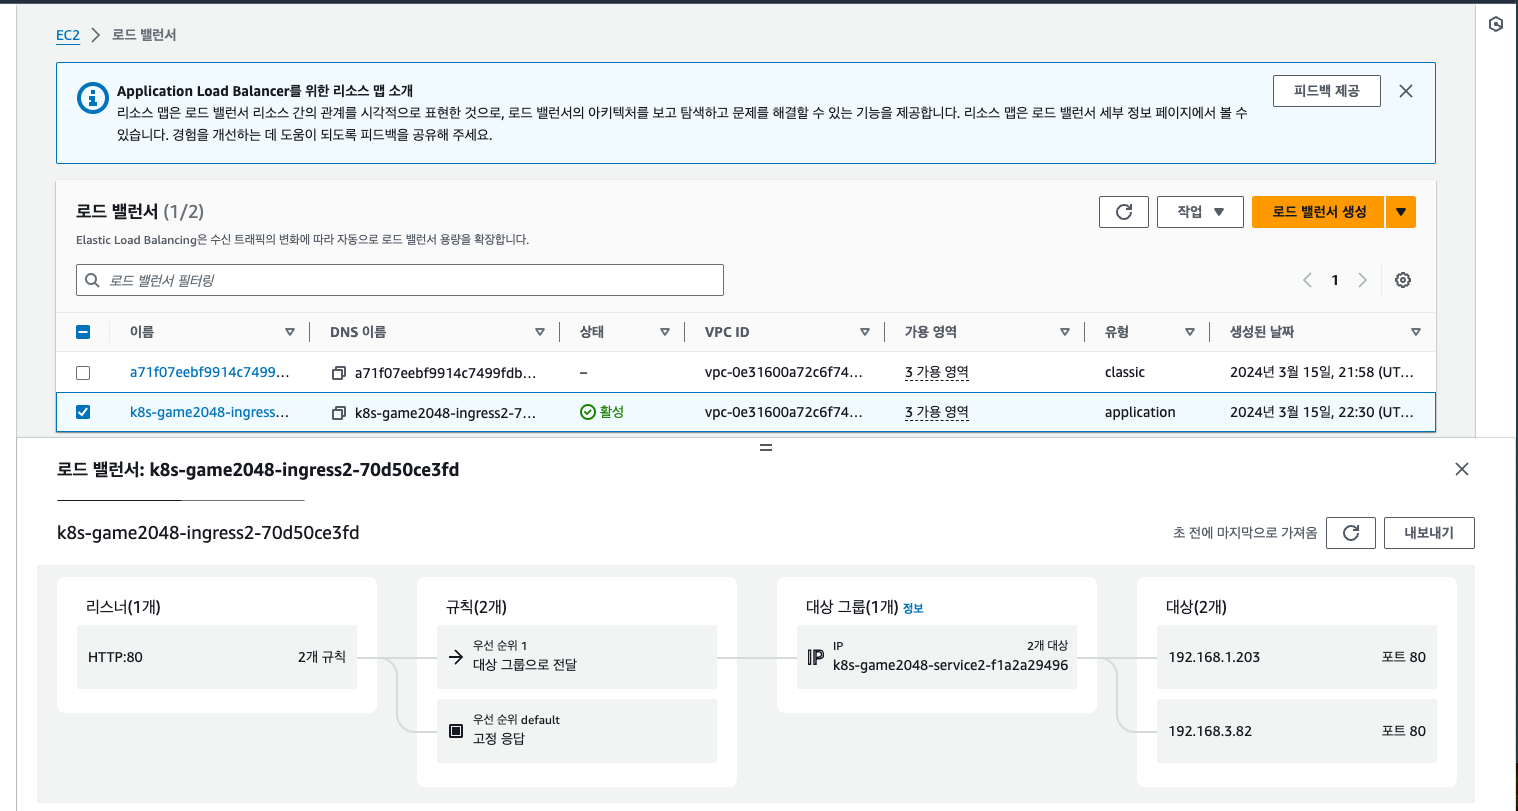 EC2 > 로드 밸런서
Application Load Balancer를 위한 리소스 맵 소개
리소스 맵은 로드 밸런서 리소스 간의 관계를 시각적으로 표현한 것으로, 로드 밸런서의 아키텍처를 보고 탐색하고 문제를 해결할 수 있는 기능을 제공합니다. 리소스 맵은 로드 밸런서 세부 정보 페이지에서 볼 수
있습니다. 경험을 개선하는 데 도움이 되도록 피드백을 공유해 주세요.
피드백 제공
로드 밸런서 (1/2)
Elastic Load Balancing은 수신 트래픽의 변화에 따라 자동으로 로드 밸런서 용량을 확장합니다.
작업
로드 밸런서 생성
로드 밸런서 필터링
1
이름 DNS 이름 상태 VPC ID 가용 영역 유형 생성된 날짜
a71f07eebf9914c7499... a71f07eebf9914c7499fdb... – vpc-0e31600a72c6f74... 3 가용 영역 classic 2024년 3월 15일, 21:58 (UT...
k8s-game2048-ingress... k8s-game2048-ingress2-7... 활성 vpc-0e31600a72c6f74... 3 가용 영역 application 2024년 3월 15일, 22:30 (UT...
로드 밸런서: k8s-game2048-ingress2-70d50ce3fd
k8s-game2048-ingress2-70d50ce3fd
초 전에 마지막으로 가져옴
내보내기
리스너(1개)
HTTP:80 2개 규칙
규칙(2개)
우선 순위 1
대상 그룹으로 전달
우선 순위 default
고정 응답
대상 그룹(1개) 정보
IP IP 2개 대상
k8s-game2048-service2-f1a2a29496
대상(2개)
192.168.1.203 포트 80
192.168.3.82 포트 80